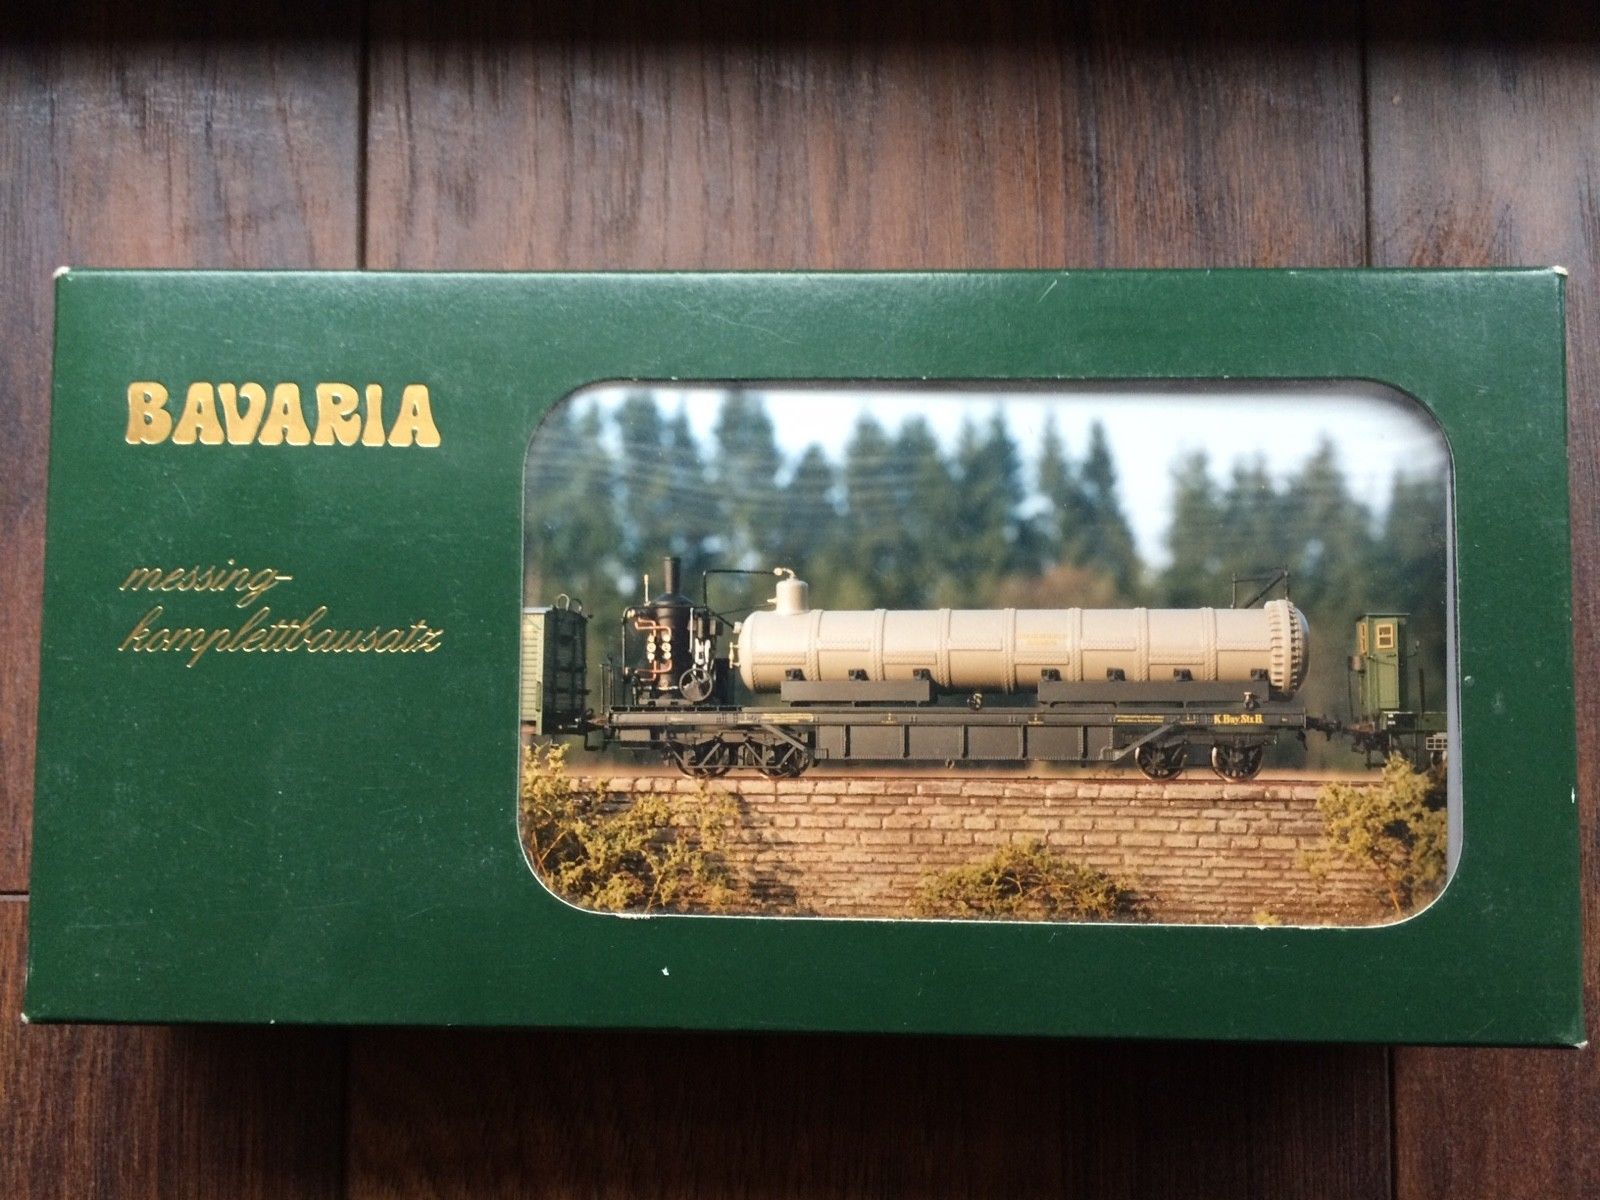 BAVARIA
messing-
komplettbausatz
K.Bay.Sts.B.